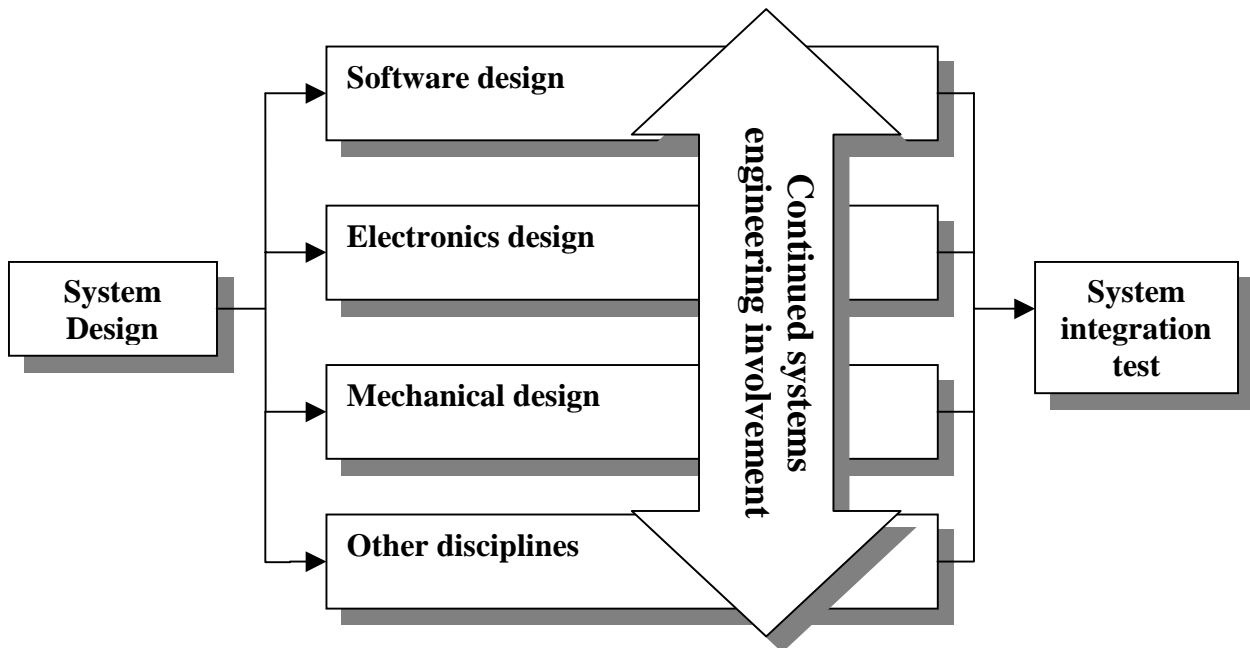 System
Design
Software design
Electronics design
Mechanical design
Other disciplines
Continued systems
engineering involvement
System
integration
test